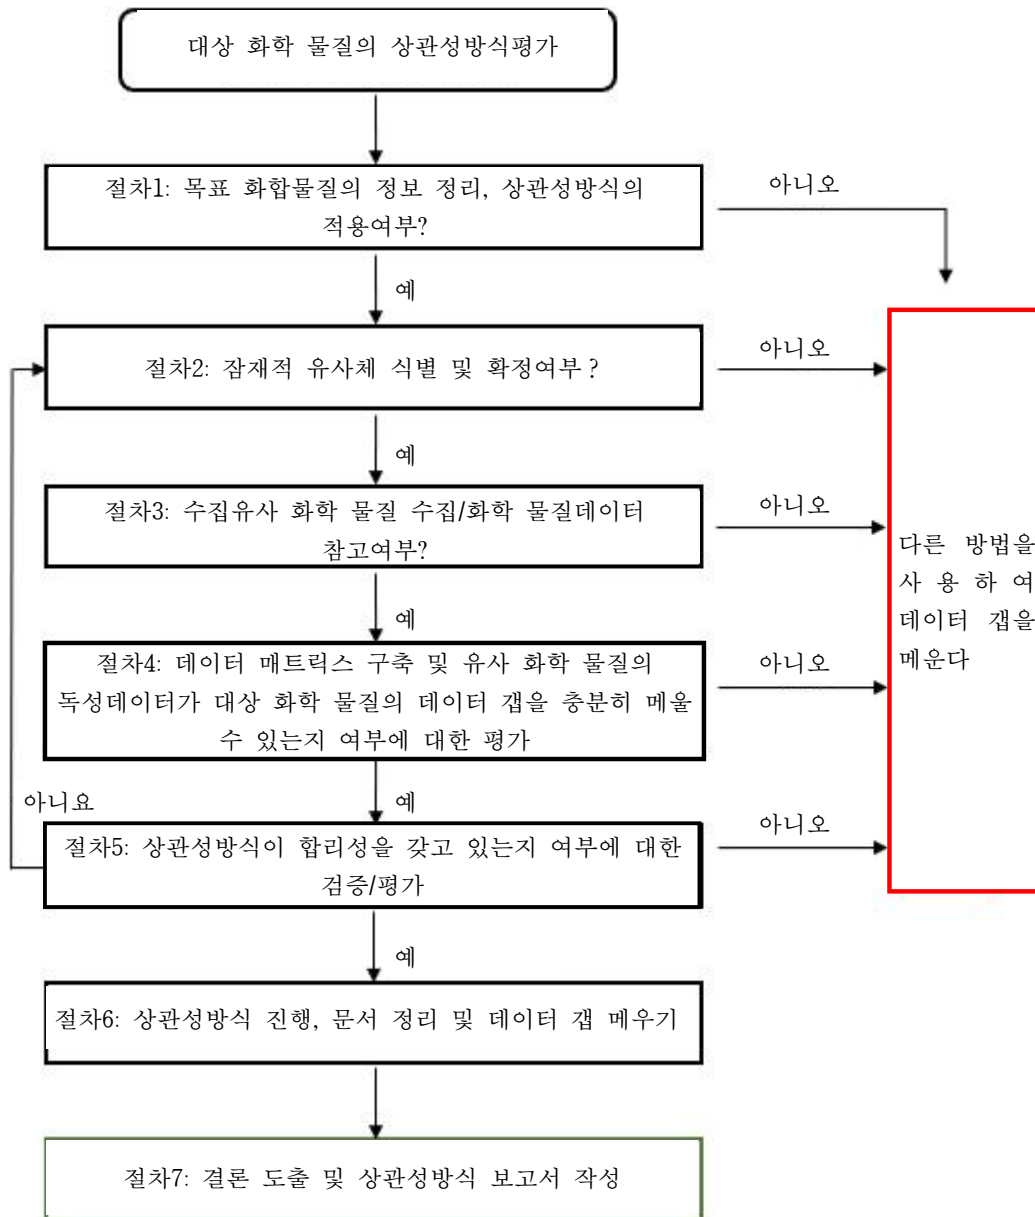 대상 화학 물질의 상관성방식평가
절차1: 목표 화합물질의 정보 정리, 상관성방식의
적용여부?
아니오
예
절차2: 잠재적 유사체 식별 및 확정여부 ?
아니오
예
절차3: 수집유사 화학 물질 수집/화학 물질데이터
참고여부?
아니오
다른 방법을
사 용 하 여
데이터 갭을
메운다
예
절차4: 데이터 매트릭스 구축 및 유사 화학 물질의
독성데이터가 대상 화학 물질의 데이터 갭을 충분히 메울
수 있는지 여부에 대한 평가
아니오
아니요
예
절차5: 상관성방식이 합리성을 갖고 있는지 여부에 대한
검증/평가
아니오
예
절차6: 상관성방식 진행, 문서 정리 및 데이터 갭 메우기
절차7: 결론 도출 및 상관성방식 보고서 작성